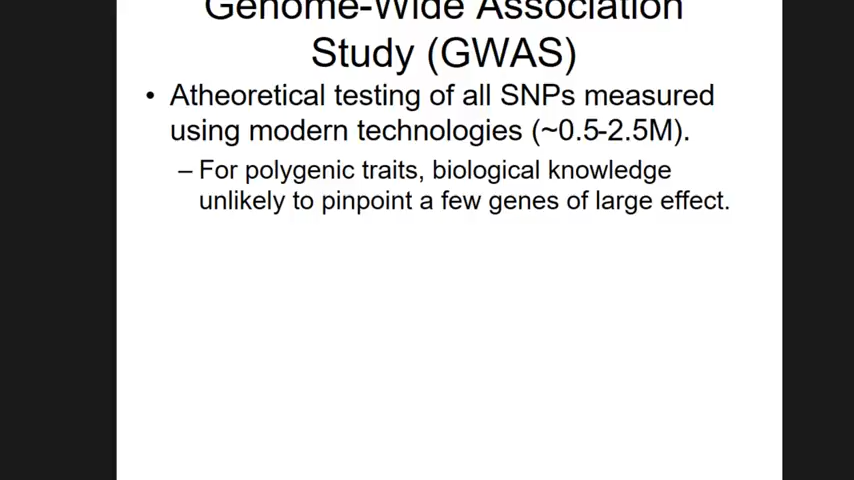 Genome-Wide Association
Study (GWAS)
• Atheoretical testing of all SNPs measured
using modern technologies (~0.5-2.5M).
– For polygenic traits, biological knowledge
unlikely to pinpoint a few genes of large effect.